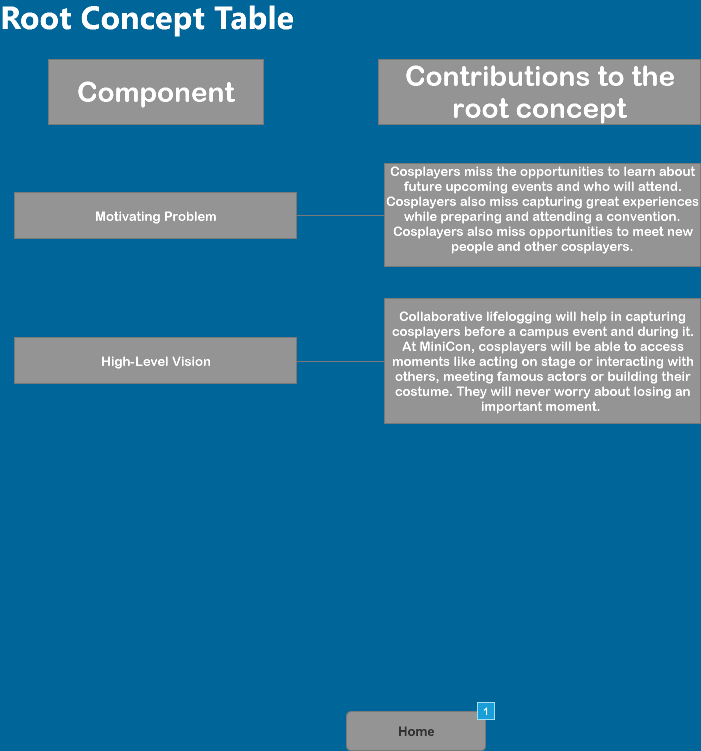 Root Concept Table
Component
Contributions to the
root concept
Motivating Problem
Cosplayers miss the opportunities to learn about
future upcoming events and who will attend.
Cosplayers also miss capturing great experiences
while preparing and attending a convention.
Cosplayers also miss opportunities to meet new
people and other cosplayers.
High-Level Vision
Collaborative lifelogging will help in capturing
cosplayers before a campus event and during it.
At MiniCon, cosplayers will be able to access
moments like acting on stage or interacting with
others, meeting famous actors or building their
costume. They will never worry about losing an
important moment.
1
Home